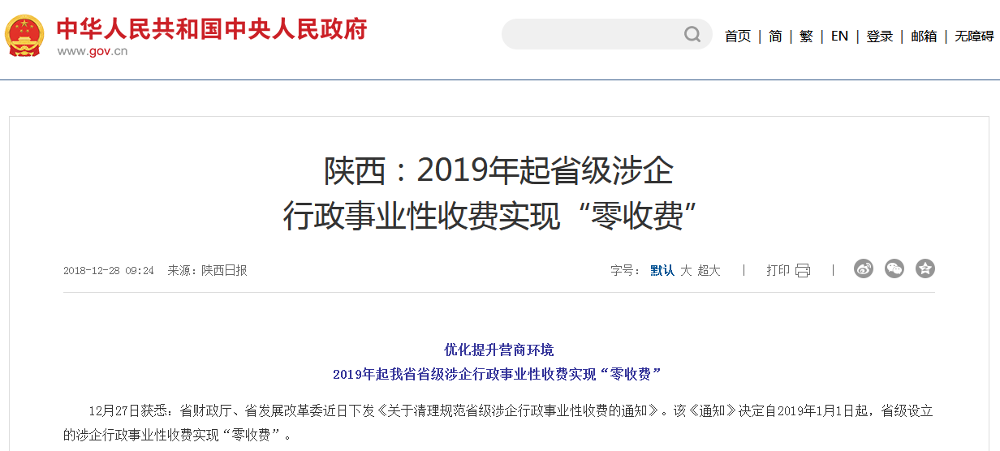 中华人民共和国中央人民政府
www.gov.cn
首页 | 简 | 繁 | EN | 登录 | 邮箱 | 无障碍
陕西：2019年起省级涉企
行政事业性收费实现“零收费”
2018-12-28 09:24 来源：陕西日报 字号： 默认 大 超大 | 打印 |
优化提升营商环境
2019年起我省省级涉企行政事业性收费实现“零收费”
12月27日获悉：省财政厅、省发展改革委近日下发《关于清理规范省级涉企行政事业性收费的通知》。该《通知》决定自2019年1月1日起，省级设立
的涉企行政事业性收费实现“零收费”。